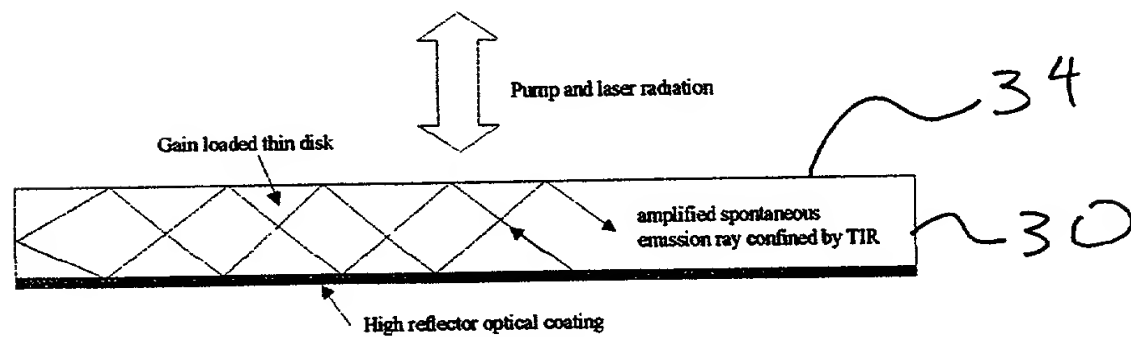 Pump and laser radiation
34
Gain loaded thin disk
amplified spontaneous
emission ray confined by TIR
30
High reflector optical coating